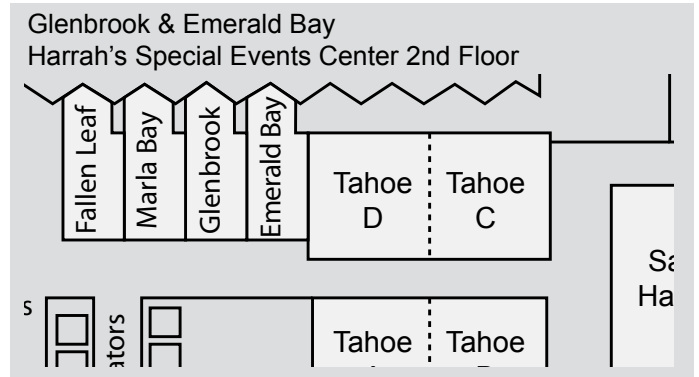 Glenbrook & Emerald Bay
Harrah's Special Events Center 2nd Floor
Fallen Leaf
Marla Bay
Glenbrook
Emerald Bay
Tahoe
D
Tahoe
C
Tahoe
Tahoe